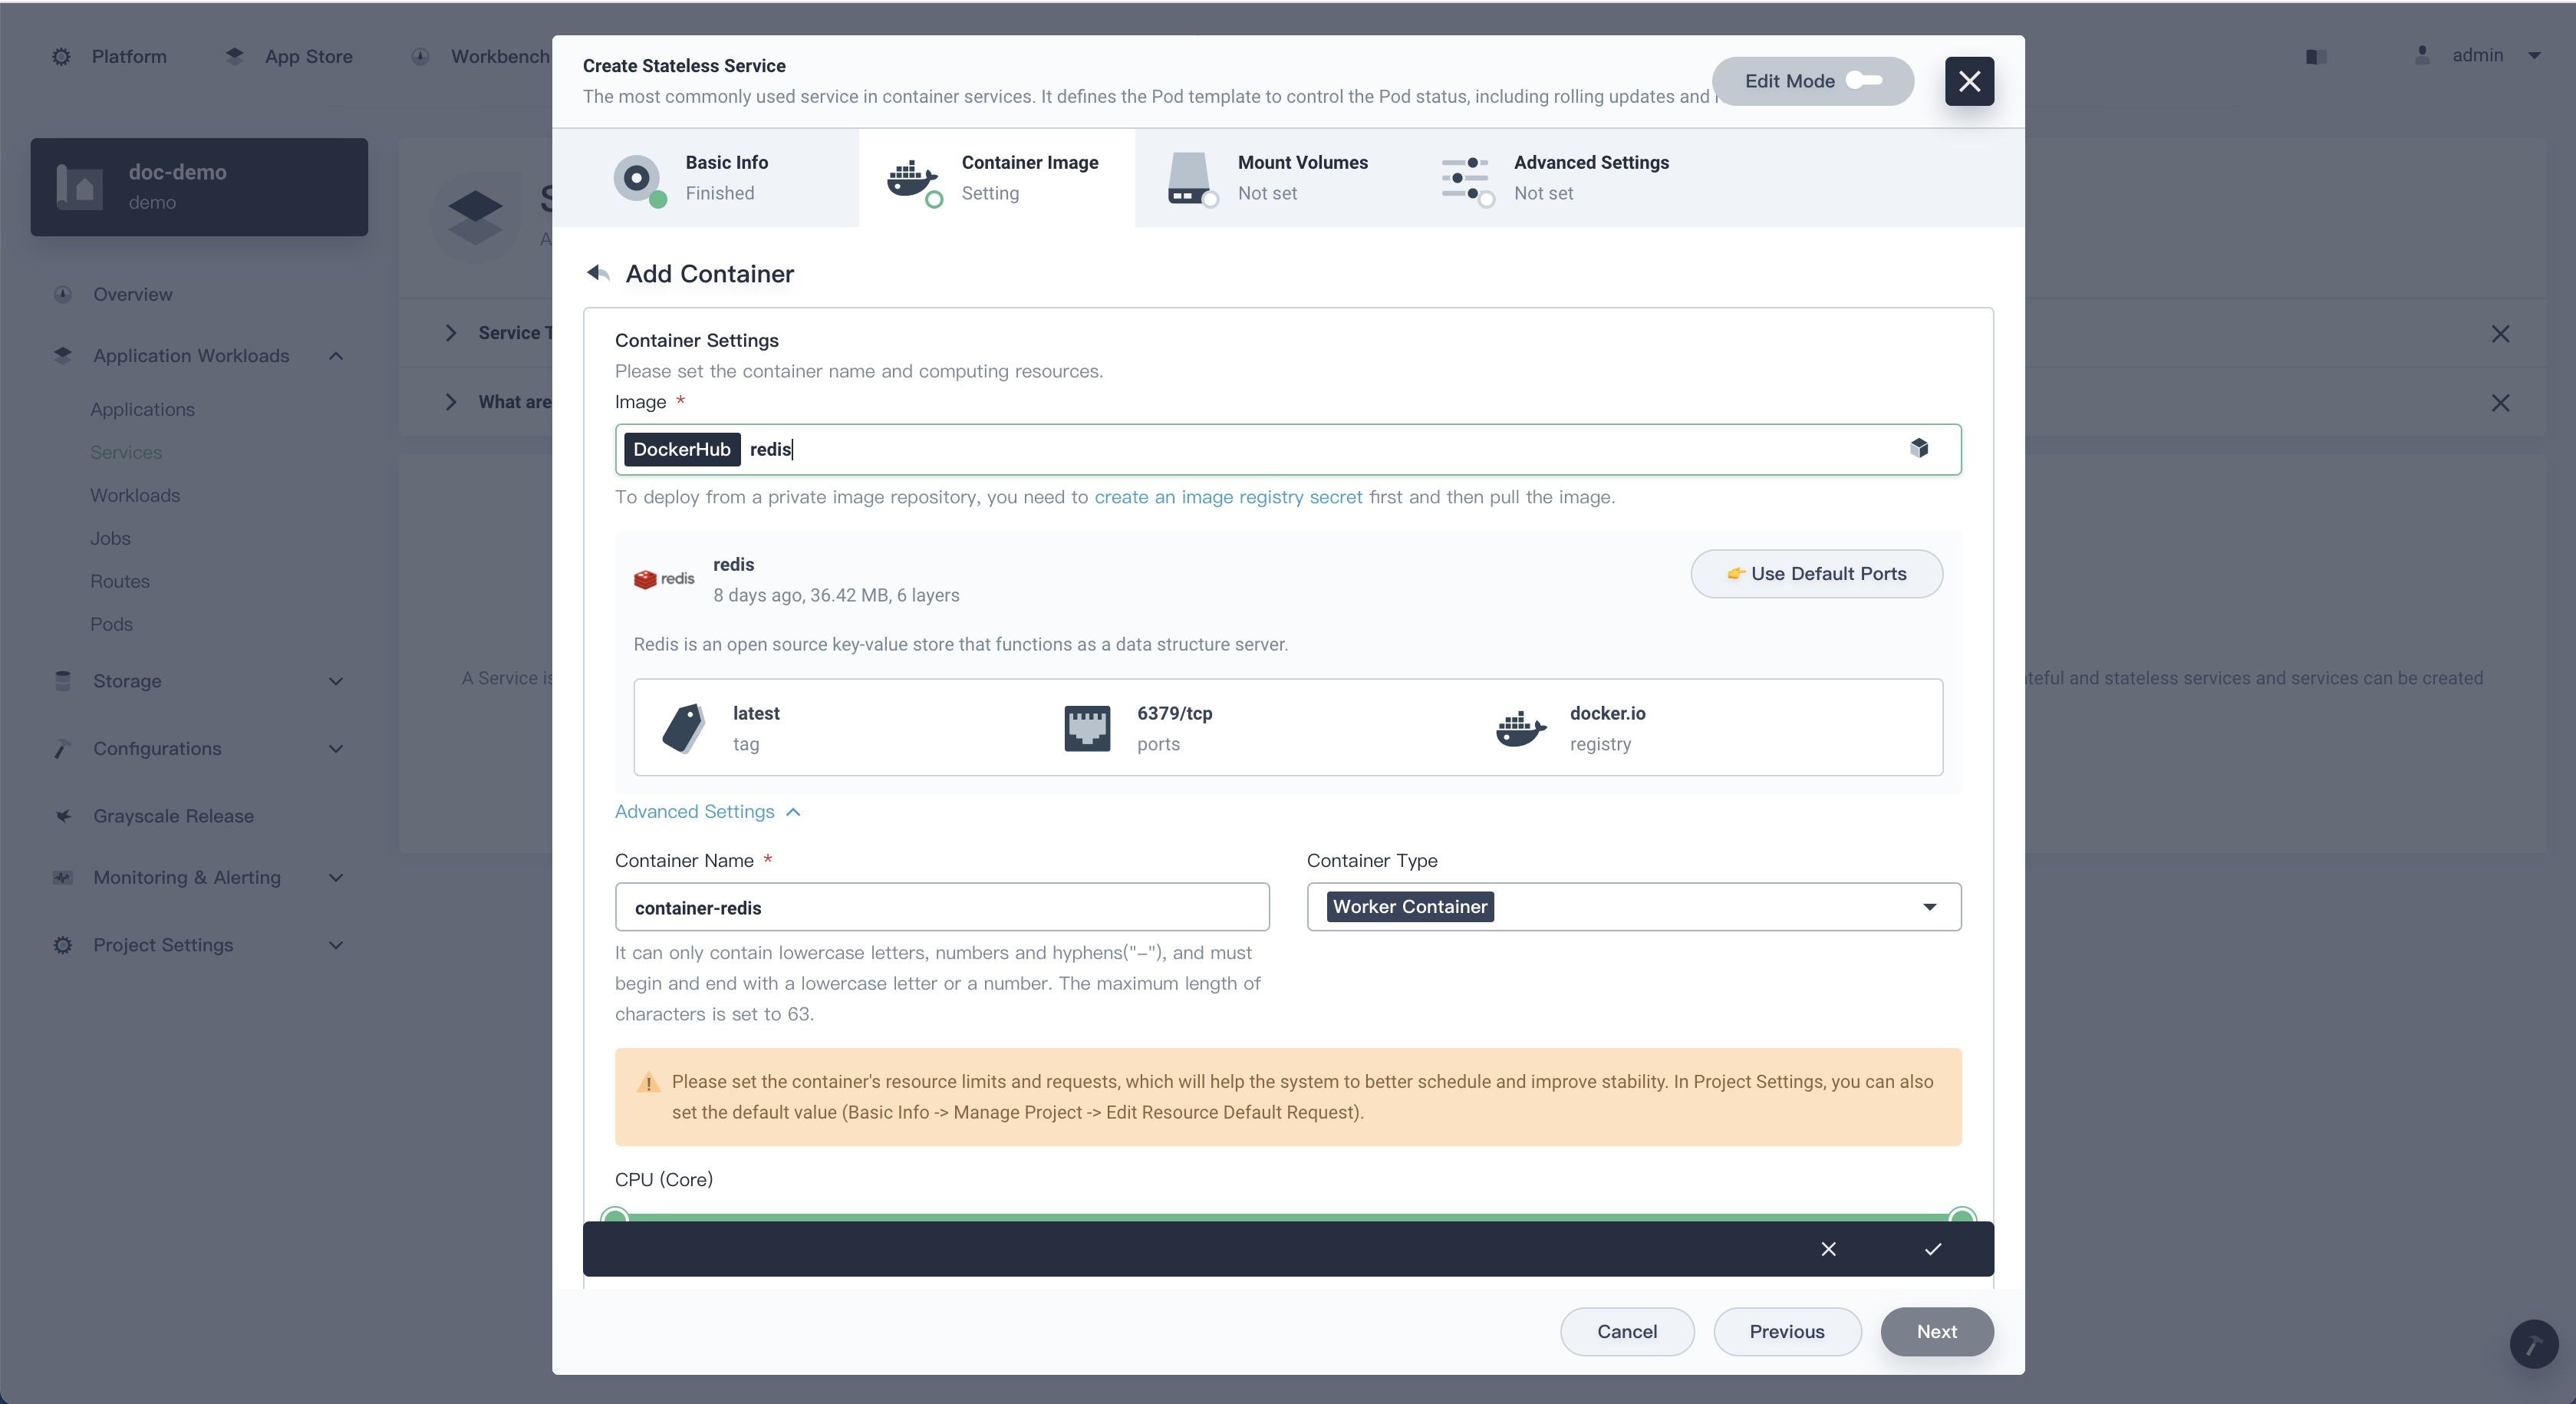 Platform
App Store
Workbench
admin
doc-demo
demo
Overview
Application Workloads
Applications
Services
Workloads
Jobs
Routes
Pods
Storage
Configurations
Grayscale Release
Monitoring & Alerting
Project Settings
What are
A Service is
ateful and stateless services and services can be created
Create Stateless Service
The most commonly used service in container services. It defines the Pod template to control the Pod status, including rolling updates and
Edit Mode
Basic Info
Finished
Container Image
Setting
Mount Volumes
Not set
Advanced Settings
Not set
Add Container
Container Settings
Please set the container name and computing resources.
Image *
DockerHub redis
To deploy from a private image repository, you need to create an image registry secret first and then pull the image.
redis
redis
8 days ago, 36.42 MB, 6 layers
👉 Use Default Ports
Redis is an open source key-value store that functions as a data structure server.
latest
tag
6379/tcp
ports
docker.io
registry
Advanced Settings
Container Name *
container-redis
It can only contain lowercase letters, numbers and hyphens("-"), and must
begin and end with a lowercase letter or a number. The maximum length of
characters is set to 63.
Container Type
Worker Container
Please set the container's resource limits and requests, which will help the system to better schedule and improve stability. In Project Settings, you can also
set the default value (Basic Info -> Manage Project -> Edit Resource Default Request).
CPU (Core)
Cancel
Previous
Next